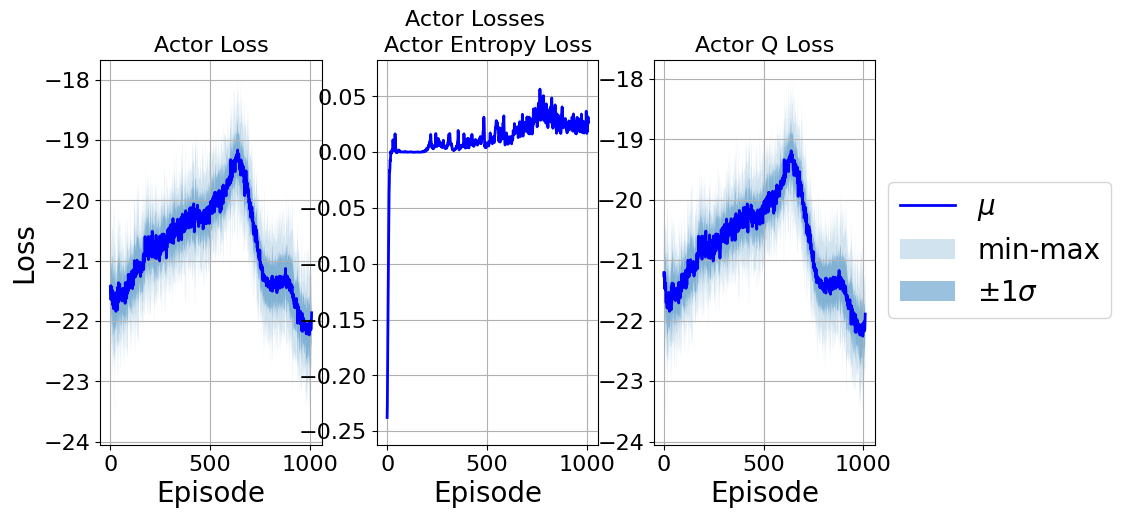 Actor Losses
Actor Loss
Actor Entropy Loss
Actor Q Loss
Loss
−18
−19
−20
−21
−22
−23
−24
0
500
1000
Episode
0.05
0.00
−0.05
−0.10
−0.15
−0.20
−0.25
0
500
1000
Episode
−18
−19
−20
−21
−22
−23
−24
0
500
1000
Episode
μ
min-max
±1σ